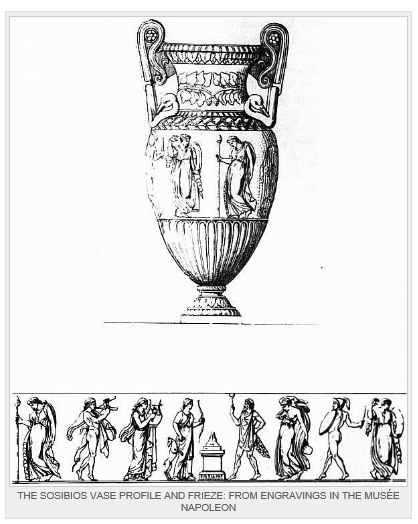 THE SOSIBIOS VASE PROFILE AND FRIEZE: FROM ENGRAVINGS IN THE MUSÉE
NAPOLEON